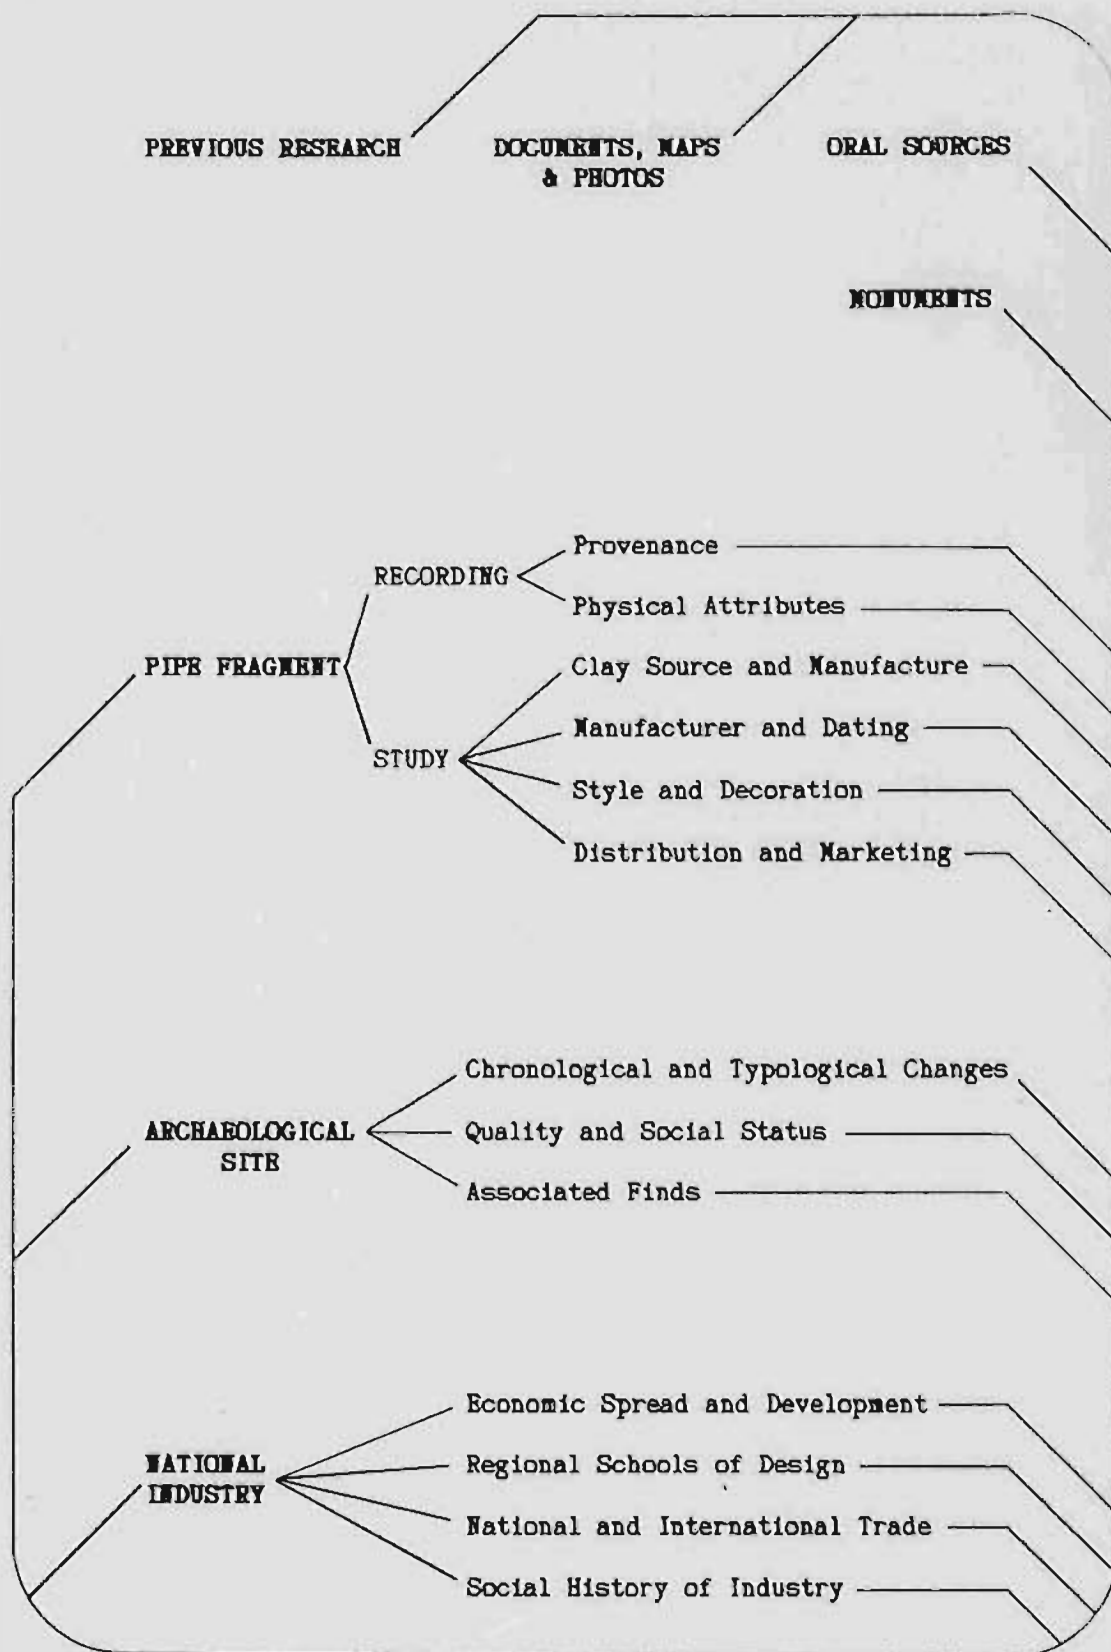 PREVIOUS RESEARCH
DOCUMENTS, MAPS
& PHOTOS
ORAL SOURCES
MONUMENTS
RECORDING
Provenance
Physical Attributes
PIPE FRAGMENT
STUDY
Clay Source and Manufacture
Manufacturer and Dating
Style and Decoration
Distribution and Marketing
ARCHAEOLOGICAL
SITE
Chronological and Typological Changes
Quality and Social Status
Associated Finds
NATIONAL
INDUSTRY
Economic Spread and Development
Regional Schools of Design
National and International Trade
Social History of Industry